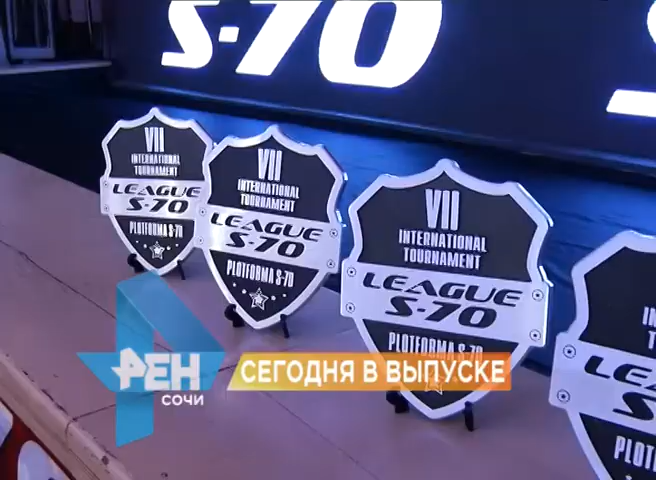 S-70
VII
INTERNATIONAL
TOURNAMENT
LEAGUE
S-70
PLOTFORMA S-70
VII
INTERNATIONAL
TOURNAMENT
LEAGUE
S-70
PLOTFORMA S-70
VII
INTERNATIONAL
TOURNAMENT
LEAGUE
S-70
PLOTFORMA S-70
LEAGUE
РЕН
СОЧИ
СЕГОДНЯ В ВЫПУСКЕ